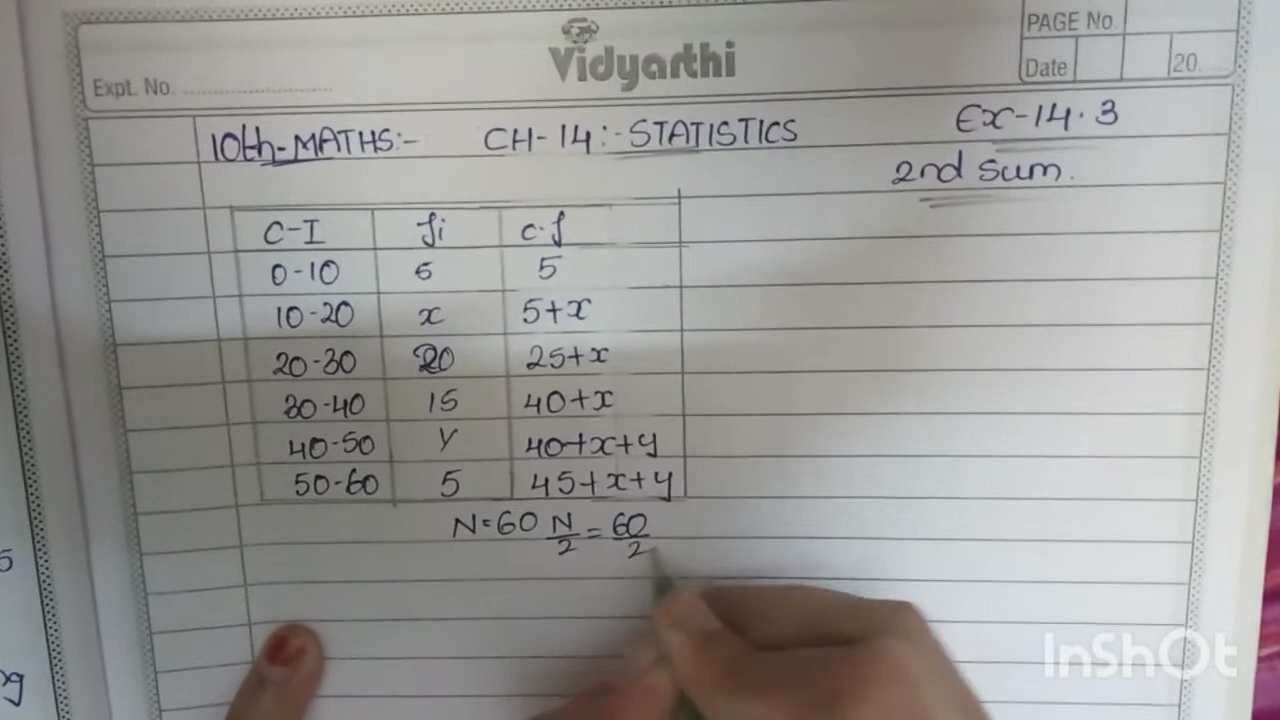 PAGE No.
Vidyarthi
Expt. No.
Date 20
10th-MATHS:- CH-14:-STATISTICS Ex-14.3
2nd Sum.
C-I fi c.f
0-10 5 5
10-20 x 5+x
20-30 20 25+x
30-40 15 40+x
40-50 y 40+x+y
50-60 5 45+x+y
N=60 N/2 = 60/2
InShOt
5